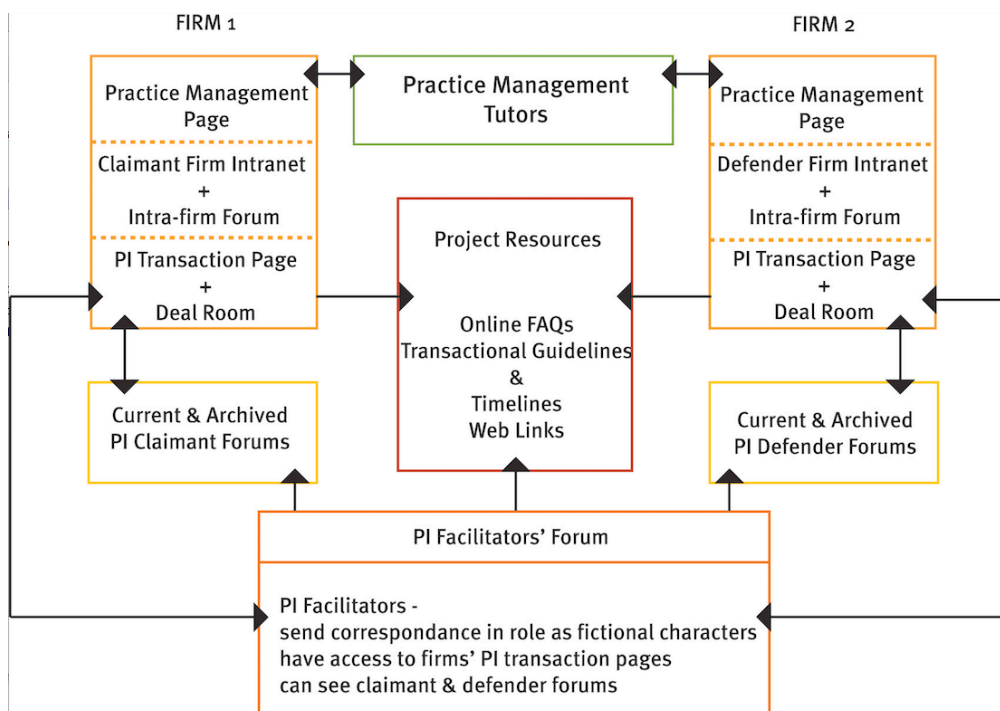 FIRM 1
FIRM 2
Practice Management
Page
Claimant Firm Intranet
+
Intra-firm Forum
PI Transaction Page
+
Deal Room
Practice Management
Tutors
Practice Management
Page
Defender Firm Intranet
+
Intra-firm Forum
PI Transaction Page
+
Deal Room
Project Resources
Online FAQs
Transactional Guidelines
&
Timelines
Web Links
Current & Archived
PI Claimant Forums
Current & Archived
PI Defender Forums
PI Facilitators' Forum
PI Facilitators -
send correspondance in role as fictional characters
have access to firms' PI transaction pages
can see claimant & defender forums